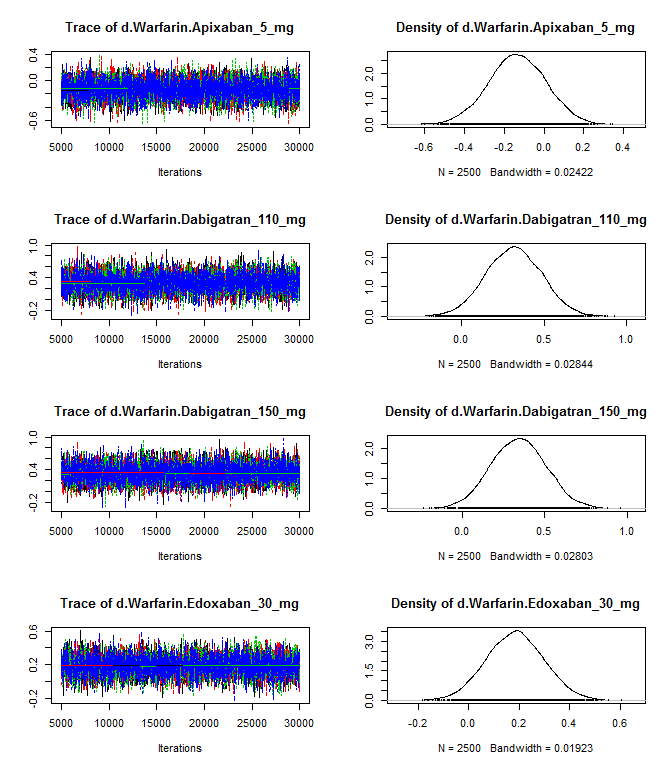 Trace of d.Warfarin.Apixaban_5_mg
Density of d.Warfarin.Apixaban_5_mg
0.4
0.0
-0.6
5000 10000 15000 20000 25000 30000
Iterations
2.0
1.0
0.0
-0.6 -0.4 -0.2 0.0 0.2 0.4
N = 2500 Bandwidth = 0.02422
Trace of d.Warfarin.Dabigatran_110_mg
Density of d.Warfarin.Dabigatran_110_mg
1.0
0.4
-0.2
5000 10000 15000 20000 25000 30000
Iterations
2.0
1.0
0.0
0.0 0.5 1.0
N = 2500 Bandwidth = 0.02844
Trace of d.Warfarin.Dabigatran_150_mg
Density of d.Warfarin.Dabigatran_150_mg
1.0
0.4
-0.2
5000 10000 15000 20000 25000 30000
Iterations
2.0
1.0
0.0
0.0 0.5 1.0
N = 2500 Bandwidth = 0.02803
Trace of d.Warfarin.Edoxaban_30_mg
Density of d.Warfarin.Edoxaban_30_mg
0.6
0.2
-0.2
5000 10000 15000 20000 25000 30000
Iterations
3.0
1.5
0.0
-0.2 0.0 0.2 0.4 0.6
N = 2500 Bandwidth = 0.01923